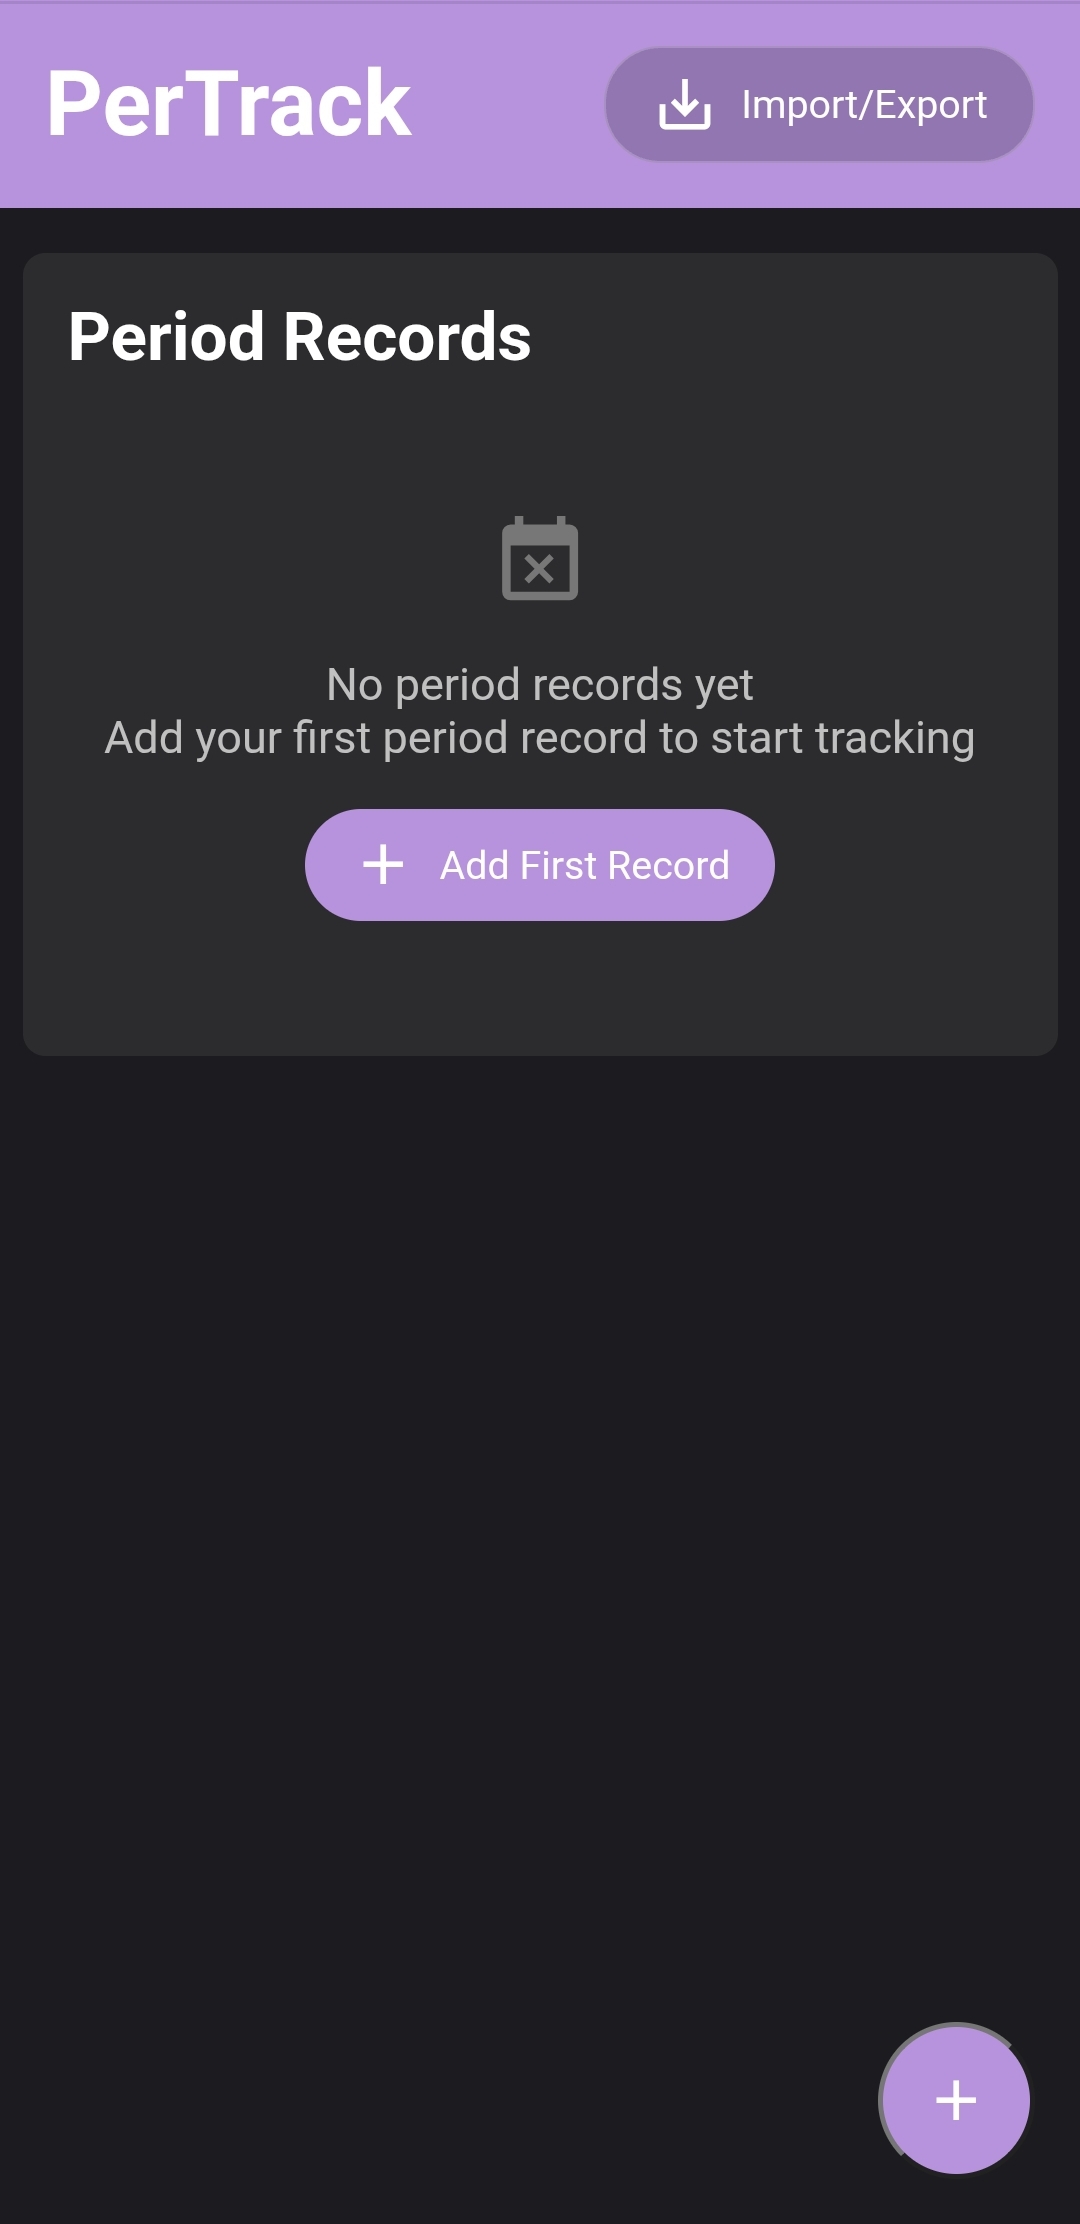 PerTrack
Import/Export
Period Records
No period records yet
Add your first period record to start tracking
Add First Record